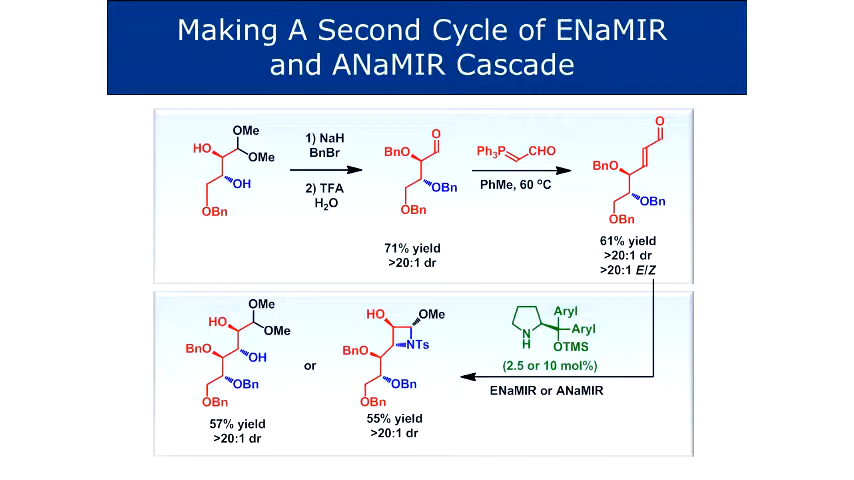 Making A Second Cycle of ENaMIR
and ANaMIR Cascade
HO
OMe
OMe
OH
OBn
1) NaH
BnBr
2) TFA
H2O
O
BnO
OBn
OBn
71% yield
>20:1 dr
Ph3P
CHO
PhMe, 60 ºC
O
BnO
OBn
OBn
61% yield
>20:1 dr
>20:1 E/Z
OMe
HO
OMe
BnO
OH
OBn
OBn
57% yield
>20:1 dr
or
HO
OMe
NTs
BnO
OBn
OBn
55% yield
>20:1 dr
Aryl
Aryl
N
H
OTMS
(2.5 or 10 mol%)
ENaMIR or ANaMIR